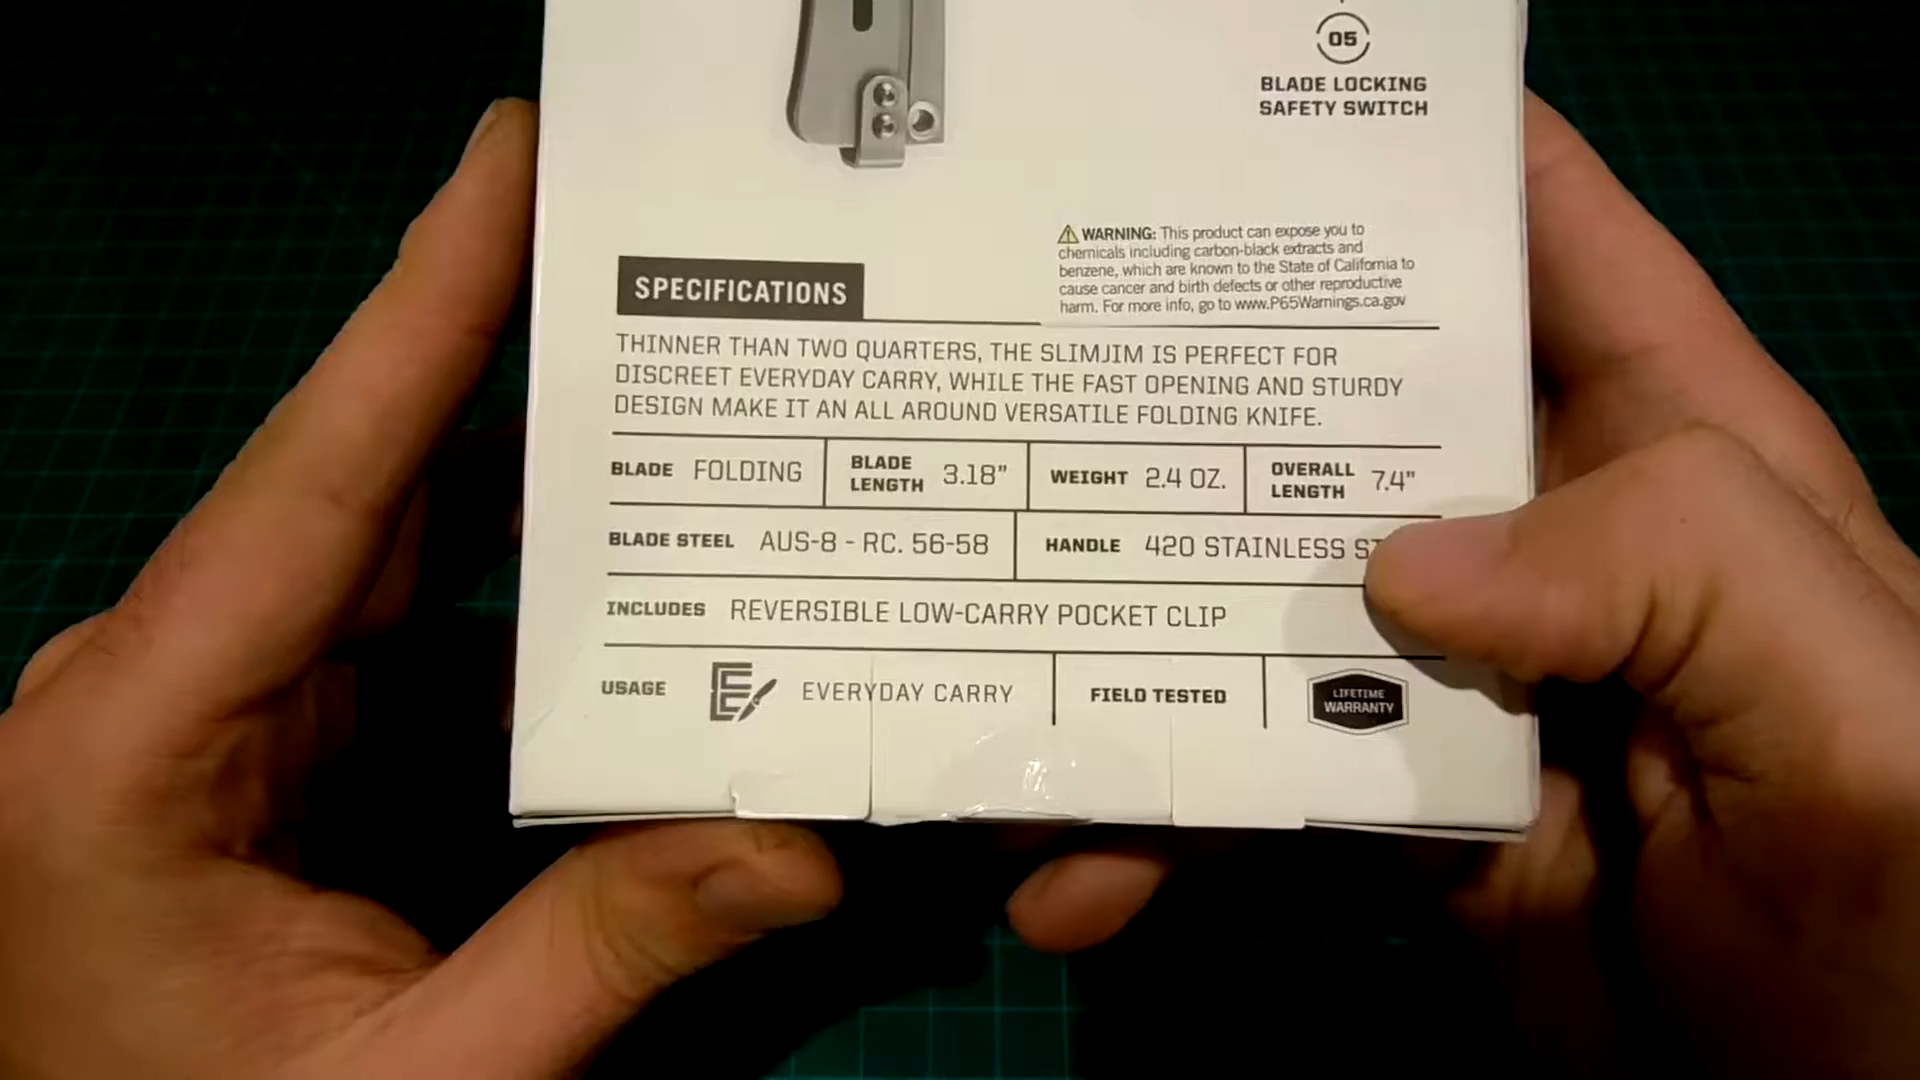 05
BLADE LOCKING
SAFETY SWITCH
WARNING: This product can expose you to
chemicals including carbon-black extracts and
benzene, which are known to the State of California to
cause cancer and birth defects or other reproductive
harm. For more info, go to www.P65Warnings.ca.gov
SPECIFICATIONS
THINNER THAN TWO QUARTERS, THE SLIMJIM IS PERFECT FOR
DISCREET EVERYDAY CARRY, WHILE THE FAST OPENING AND STURDY
DESIGN MAKE IT AN ALL AROUND VERSATILE FOLDING KNIFE.
BLADE FOLDING
BLADE LENGTH 3.18"
WEIGHT 2.4 OZ.
OVERALL LENGTH 7.4"
BLADE STEEL AUS-8 - RC. 56-58
HANDLE 420 STAINLESS
INCLUDES REVERSIBLE LOW-CARRY POCKET CLIP
USAGE EVERYDAY CARRY
FIELD TESTED
LIFETIME
WARRANTY